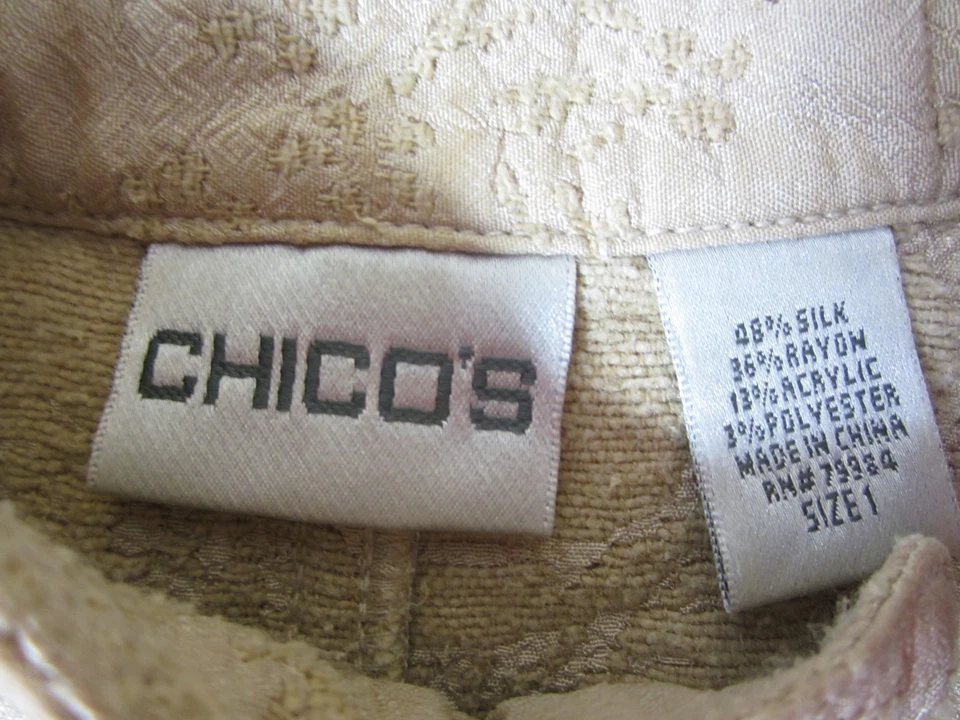 CHICO'S
48% SILK
36% RAYON
13% ACRYLIC
3% POLYESTER
MADE IN CHINA
RN# 79984
SIZE 1